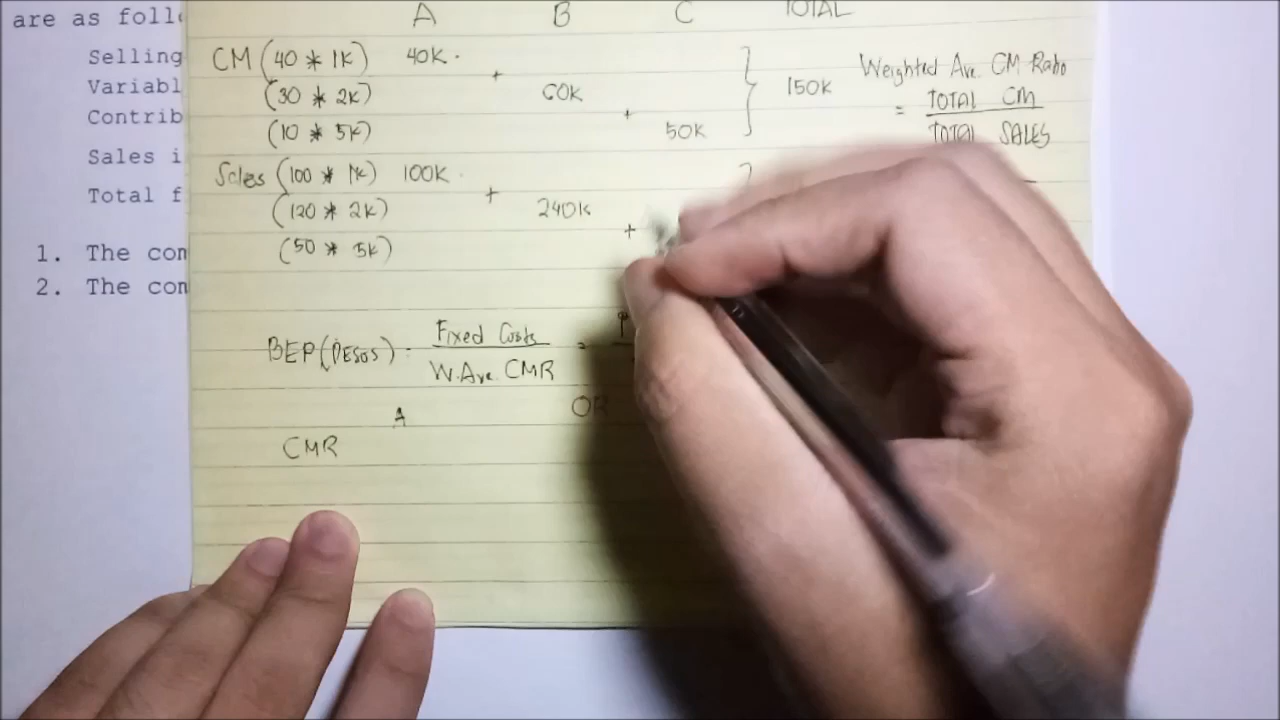 are as foll
A B C TOTAL
Selling
CM (40 * 1K) 40K
Weighted Ave. CM Ratio
Variabl
(30 * 2K) + 60K 150K
= TOTAL CM
Contrib
(10 * 5K) + 50K
TOTAL SALES
Sales i
Sales (100 * 1K) 100K
Total f
(120 * 2K) + 240K
1. The con
(50 * 5K) +
2. The con
BEP(PESOS) = Fixed Costs =
W.Ave. CMR
A OR
CMR